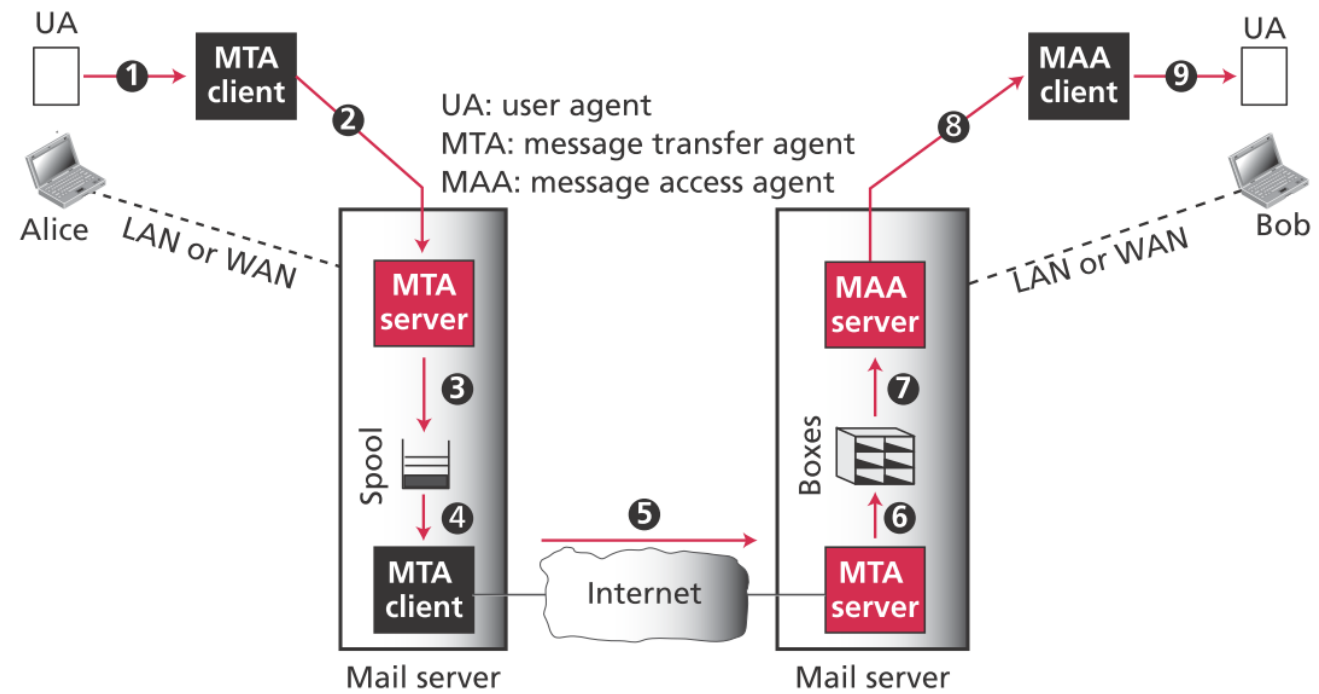 UA
1
MTA
client
2
UA: user agent
MTA: message transfer agent
MAA: message access agent
8
MAA
client
9
UA
Alice
LAN or WAN
LAN or WAN
Bob
MTA
server
3
Spool
4
MTA
client
5
Internet
MAA
server
7
Boxes
6
MTA
server
Mail server
Mail server